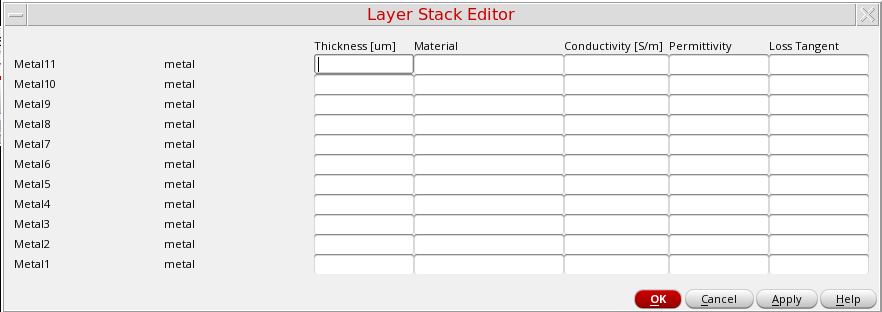 Layer Stack Editor
Thickness [um] Material Conductivity [S/m] Permittivity Loss Tangent
Metal11 metal
Metal10 metal
Metal9 metal
Metal8 metal
Metal7 metal
Metal6 metal
Metal5 metal
Metal4 metal
Metal3 metal
Metal2 metal
Metal1 metal
OK Cancel Apply Help